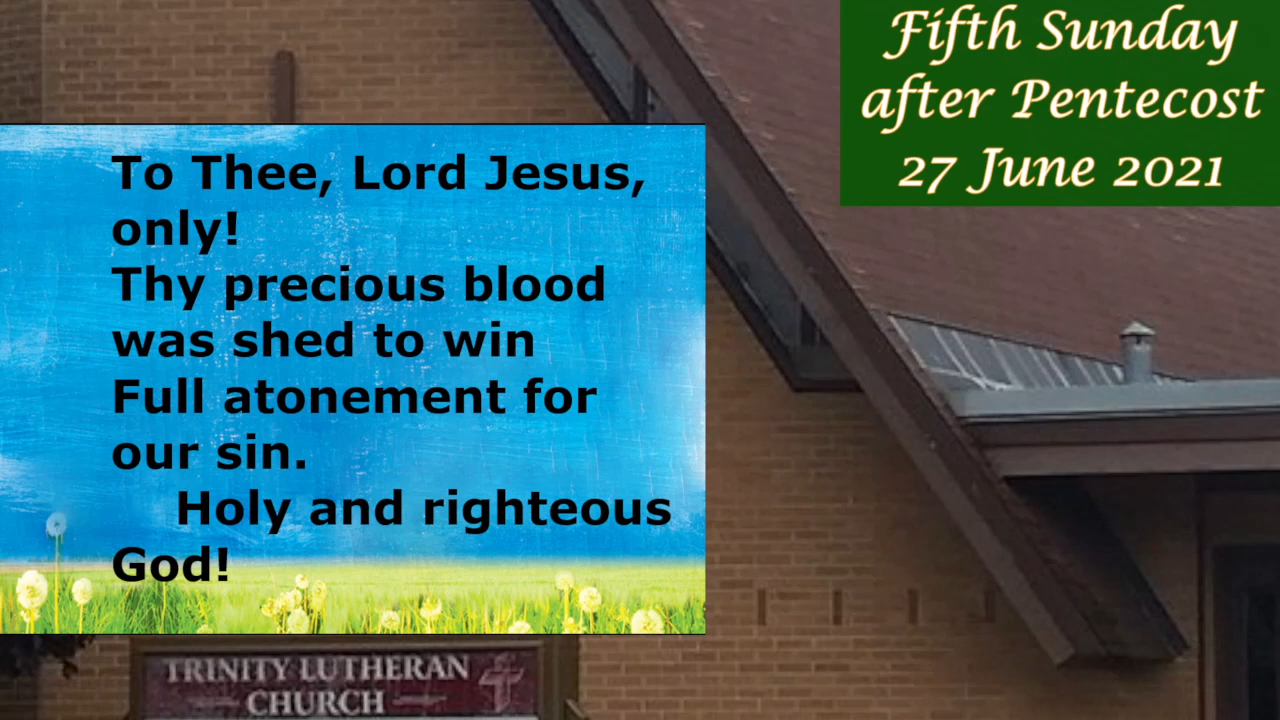 Fifth Sunday
after Pentecost
27 June 2021
To Thee, Lord Jesus,
only!
Thy precious blood
was shed to win
Full atonement for
our sin.
Holy and righteous
God!
TRINITY LUTHERAN
CHURCH